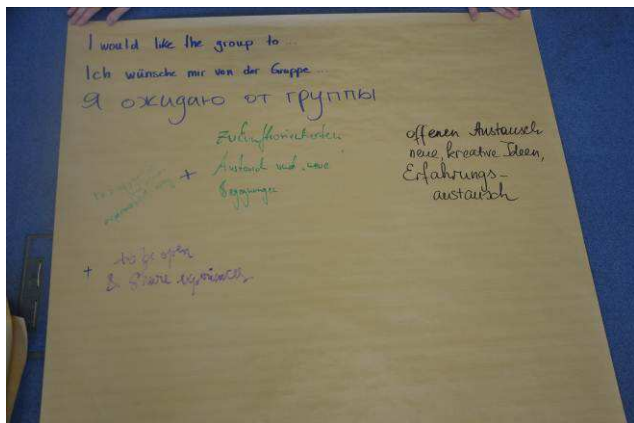 I would like the group to ...
Ich wünsche mir von der Gruppe ...
Я ожидаю от группы
Zukunftsorientierten
Austausch und neue
Begegnungen
offenen Austausch
neue, kreative Ideen,
Erfahrungs-
austausch
+
+
to be open
& share experiences